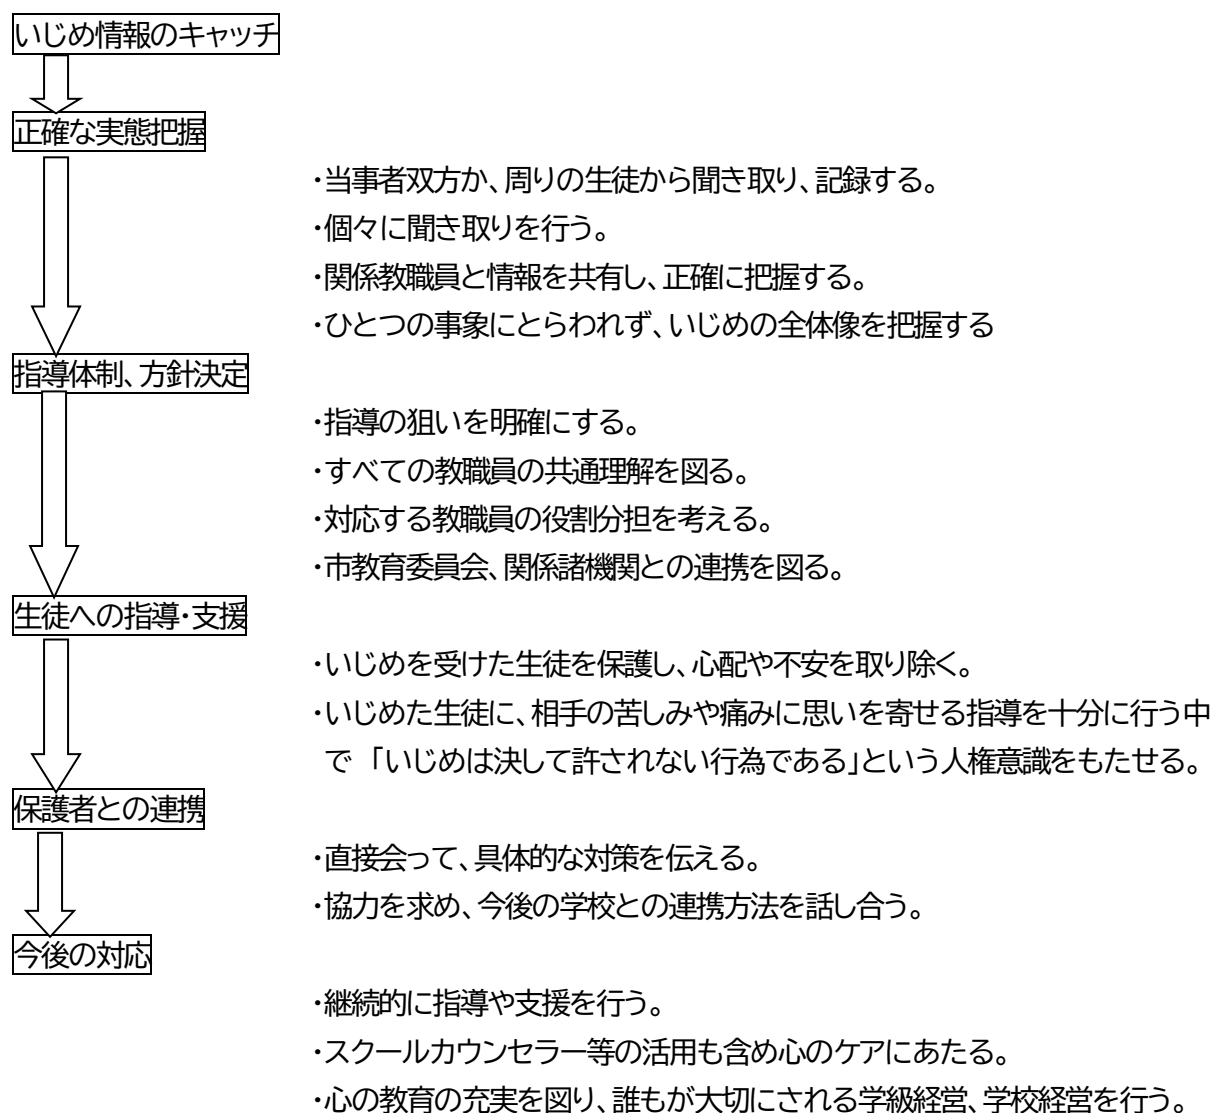 いじめ情報のキャッチ
正確な実態把握
・当事者双方か、周りの生徒から聞き取り、記録する。
・個々に聞き取りを行う。
・関係教職員と情報を共有し、正確に把握する。
・ひとつの事象にとらわれず、いじめの全体像を把握する
指導体制、方針決定
・指導の狙いを明確にする。
・すべての教職員の共通理解を図る。
・対応する教職員の役割分担を考える。
・市教育委員会、関係諸機関との連携を図る。
生徒への指導・支援
・いじめを受けた生徒を保護し、心配や不安を取り除く。
・いじめた生徒に、相手の苦しみや痛みに思いを寄せる指導を十分に行う中
で 「いじめは決して許されない行為である」という人権意識をもたせる。
保護者との連携
・直接会って、具体的な対策を伝える。
・協力を求め、今後の学校との連携方法を話し合う。
今後の対応
・継続的に指導や支援を行う。
・スクールカウンセラー等の活用も含め心のケアにあたる。
・心の教育の充実を図り、誰もが大切にされる学級経営、学校経営を行う。